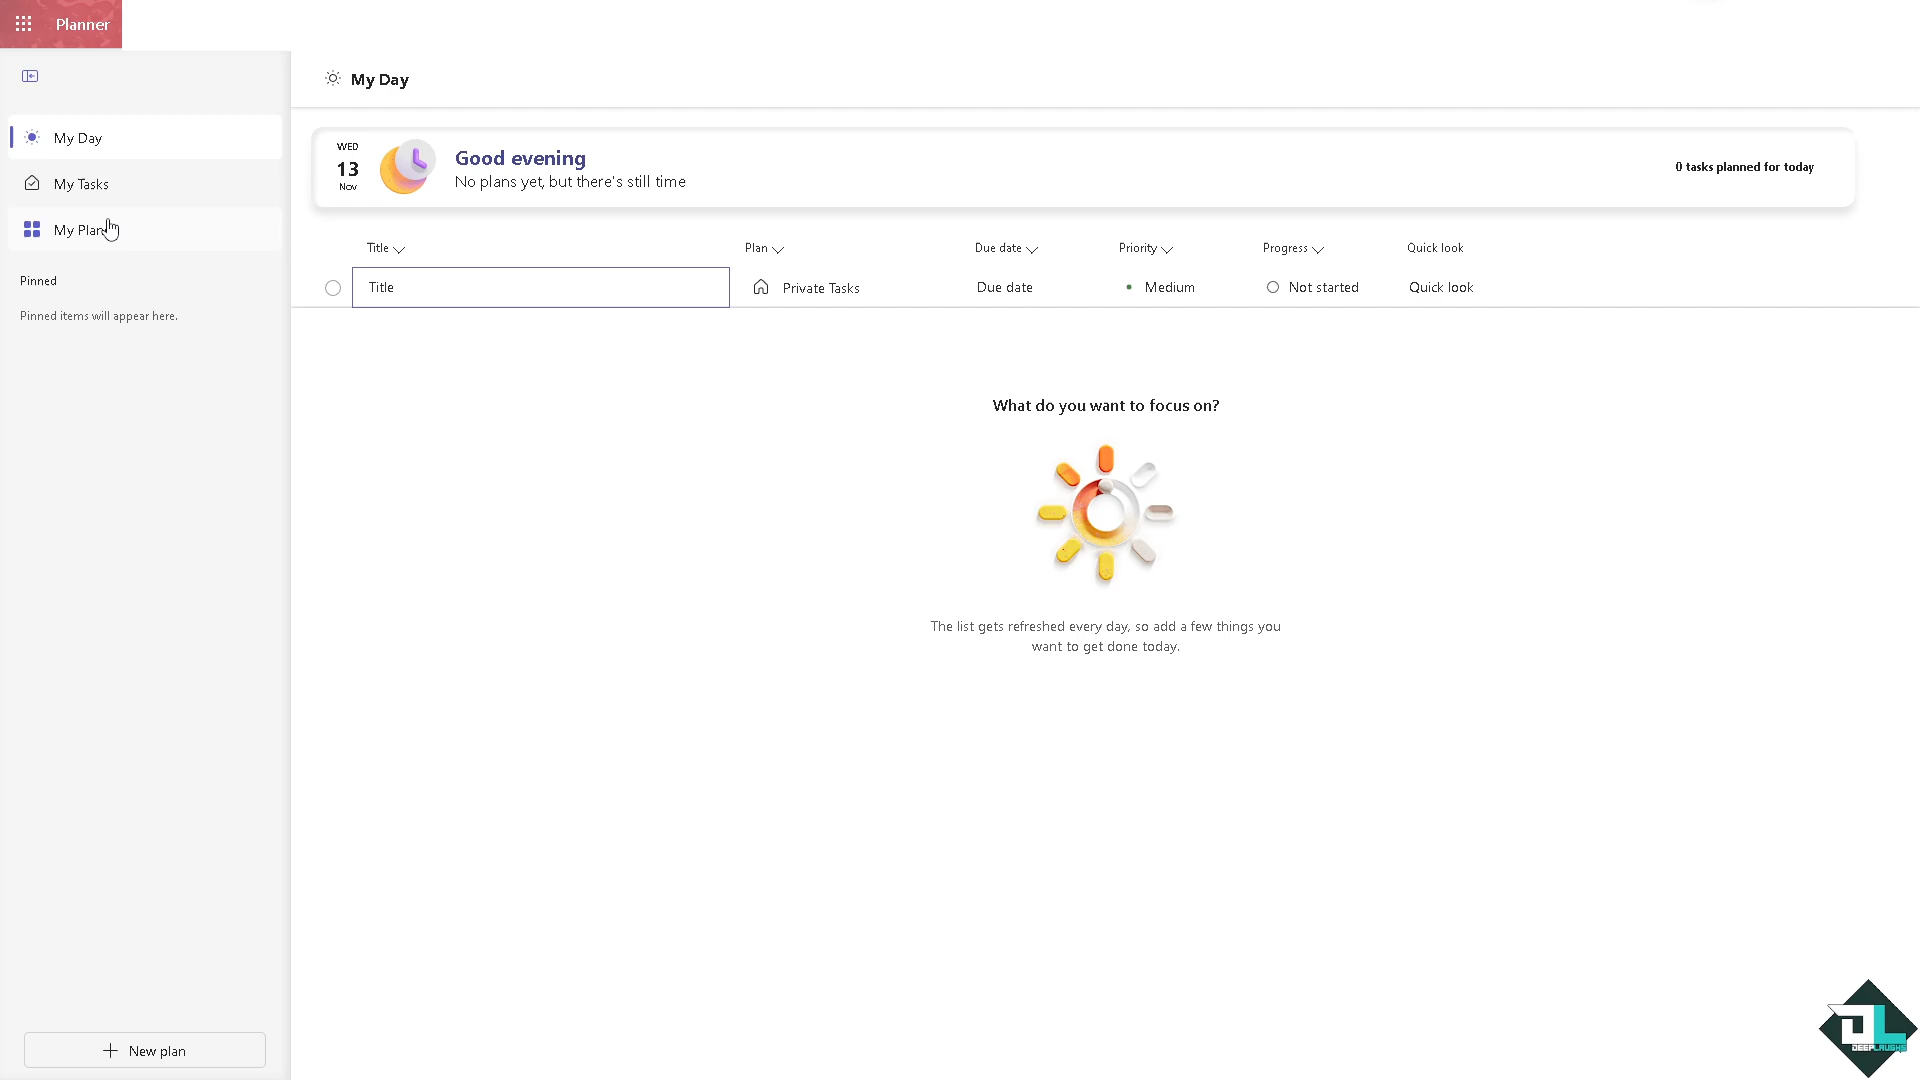 Planner
My Day
My Day
WED
13
Nov
Good evening
No plans yet, but there's still time
0 tasks planned for today
My Tasks
My Plan
Pinned
Pinned items will appear here.
Title
Plan
Due date
Priority
Progress
Quick look
Title
Private Tasks
Due date
Medium
Not started
Quick look
What do you want to focus on?
The list gets refreshed every day, so add a few things you
want to get done today.
New plan
DL
DEEPLAUGHS